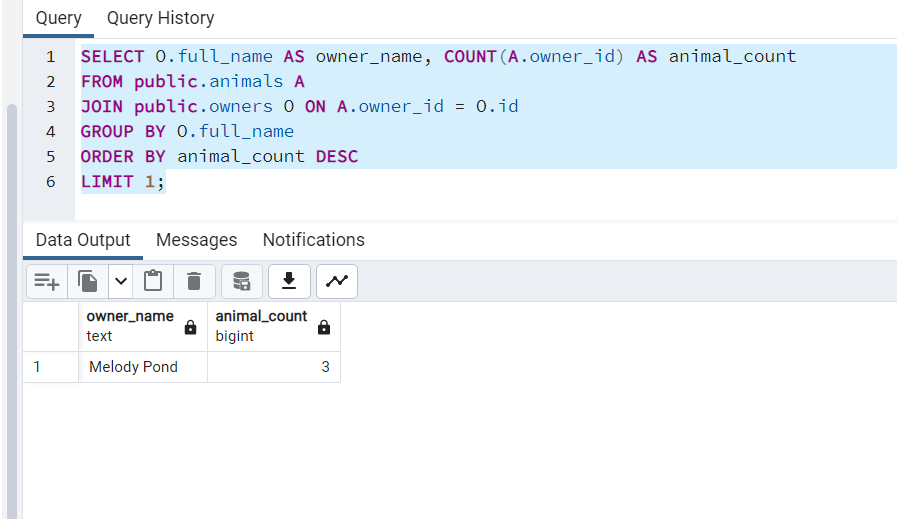 Query Query History
1 SELECT O.full_name AS owner_name, COUNT(A.owner_id) AS animal_count
2 FROM public.animals A
3 JOIN public.owners O ON A.owner_id = O.id
4 GROUP BY O.full_name
5 ORDER BY animal_count DESC
6 LIMIT 1;
Data Output Messages Notifications
owner_name animal_count
text bigint
1 Melody Pond 3